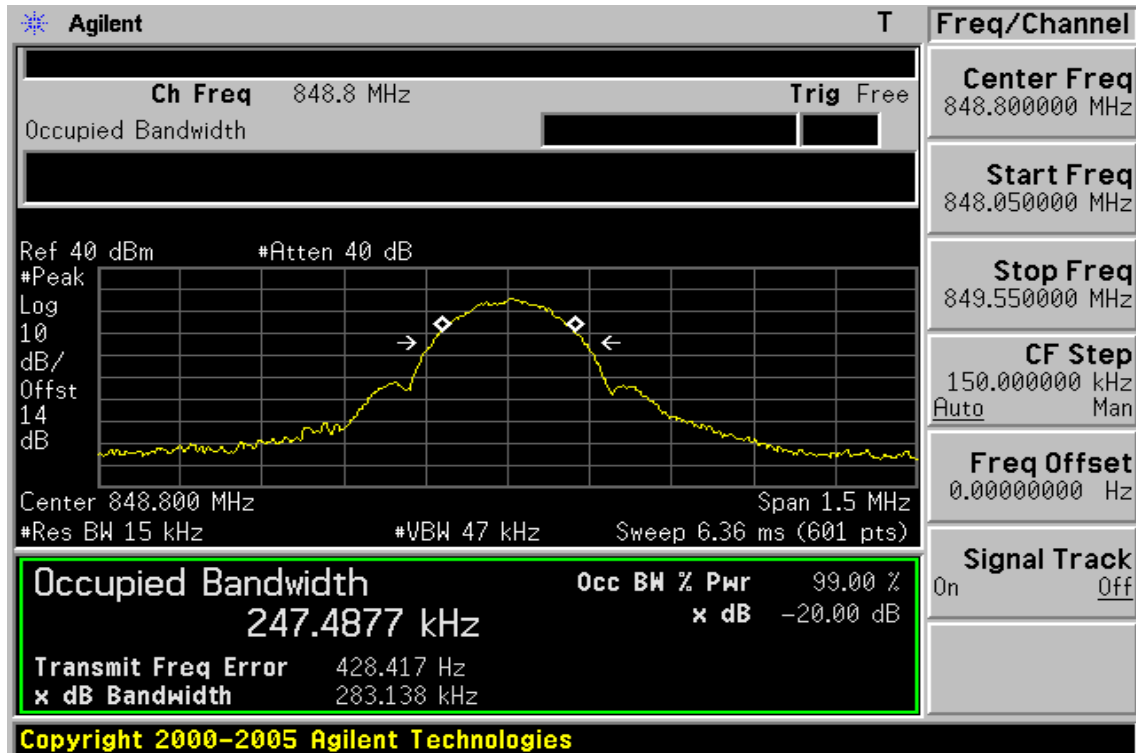 Agilent T
Ch Freq 848.8 MHz Trig Free
Occupied Bandwidth
Ref 40 dBm #Atten 40 dB
#Peak
Log
10
dB/
Offst
14
dB
Center 848.800 MHz Span 1.5 MHz
#Res BW 15 kHz #VBW 47 kHz Sweep 6.36 ms (601 pts)
Occupied Bandwidth
247.4877 kHz
Occ BW % Pwr 99.00 %
x dB -20.00 dB
Transmit Freq Error 428.417 Hz
x dB Bandwidth 283.138 kHz
Copyright 2000-2005 Agilent Technologies
Freq/Channel
Center Freq
848.800000 MHz
Start Freq
848.050000 MHz
Stop Freq
849.550000 MHz
CF Step
150.000000 kHz
Auto Man
Freq Offset
0.00000000 Hz
Signal Track
On Off